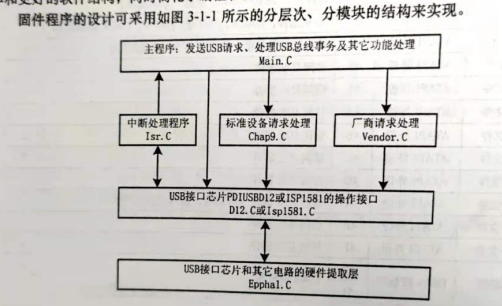 固件程序的设计可采用如图 3-1-1 所示的分层次、分模块的结构来实现。
主程序：发送USB请求、处理USB总线事务及其它功能处理
Main.C
中断处理程序
Isr.C
标准设备请求处理
Chap9.C
厂商请求处理
Vendor.C
USB接口芯片PDIUSBD12或ISP1581的操作接口
D12.C或Isp1581.C
USB接口芯片和其它电路的硬件提取层
Epphal.C